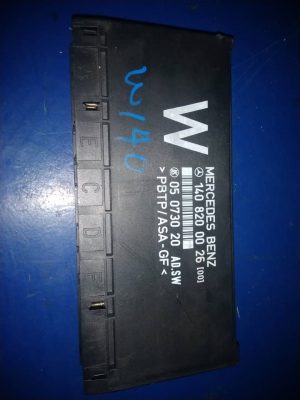 W
MERCEDES BENZ
140 820 00 26 [00]
05 0730 20 AD.SW
>PBTP/ASA-GF<
W140
E C D F